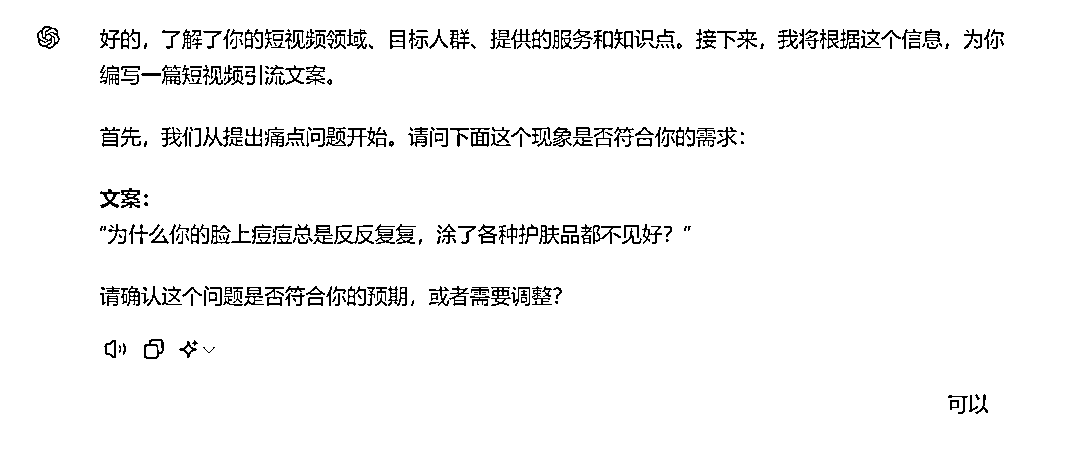 好的，了解了你的短视频领域、目标人群、提供的服务和知识点。接下来，我将根据这个信息，为你
编写一篇短视频引流文案。
首先，我们从提出痛点问题开始。请问下面这个现象是否符合你的需求：
文案：
“为什么你的脸上痘痘总是反反复复，涂了各种护肤品都不见好？”
请确认这个问题是否符合你的预期，或者需要调整？
可以